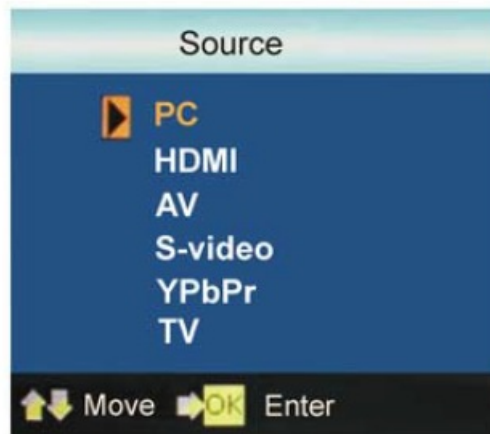 Source
PC
HDMI
AV
S-video
YPbPr
TV
Move OK Enter